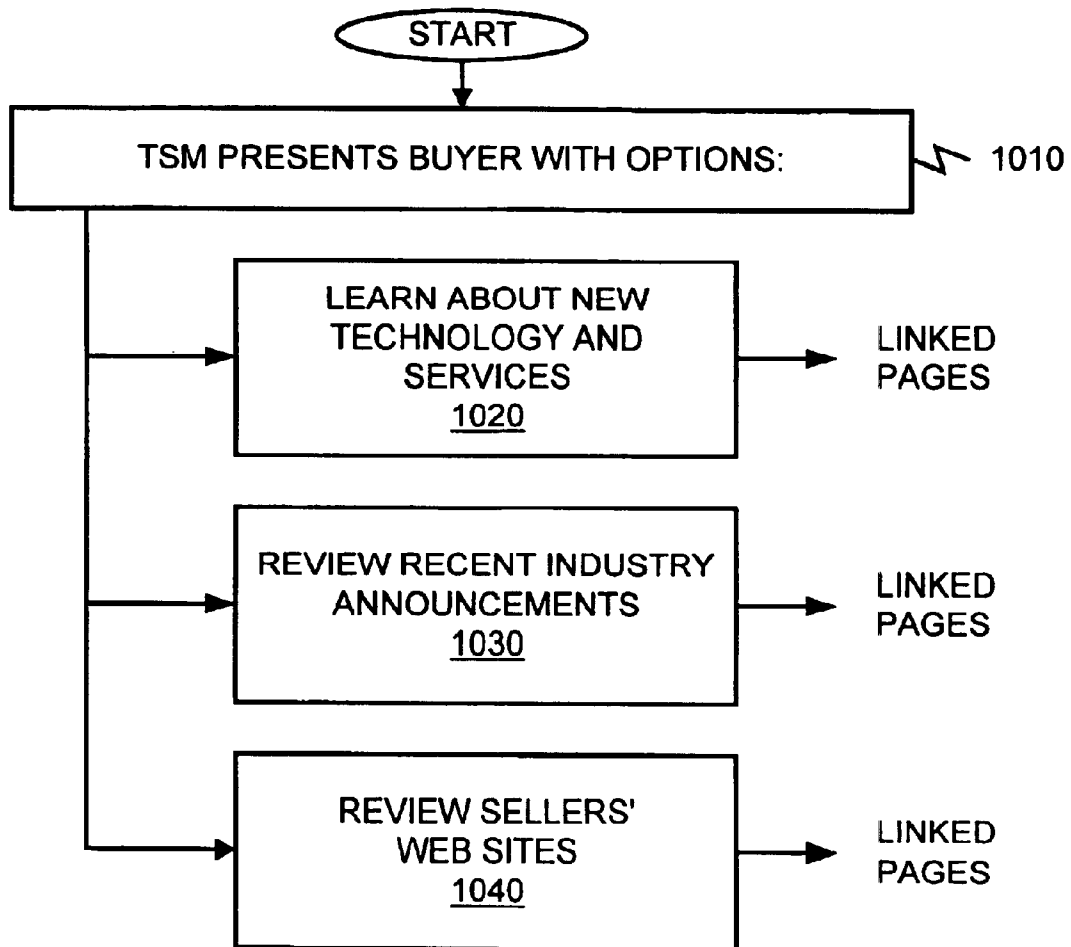 START
TSM PRESENTS BUYER WITH OPTIONS:
1010
LEARN ABOUT NEW
TECHNOLOGY AND
SERVICES
1020
LINKED
PAGES
REVIEW RECENT INDUSTRY
ANNOUNCEMENTS
1030
LINKED
PAGES
REVIEW SELLERS'
WEB SITES
1040
LINKED
PAGES